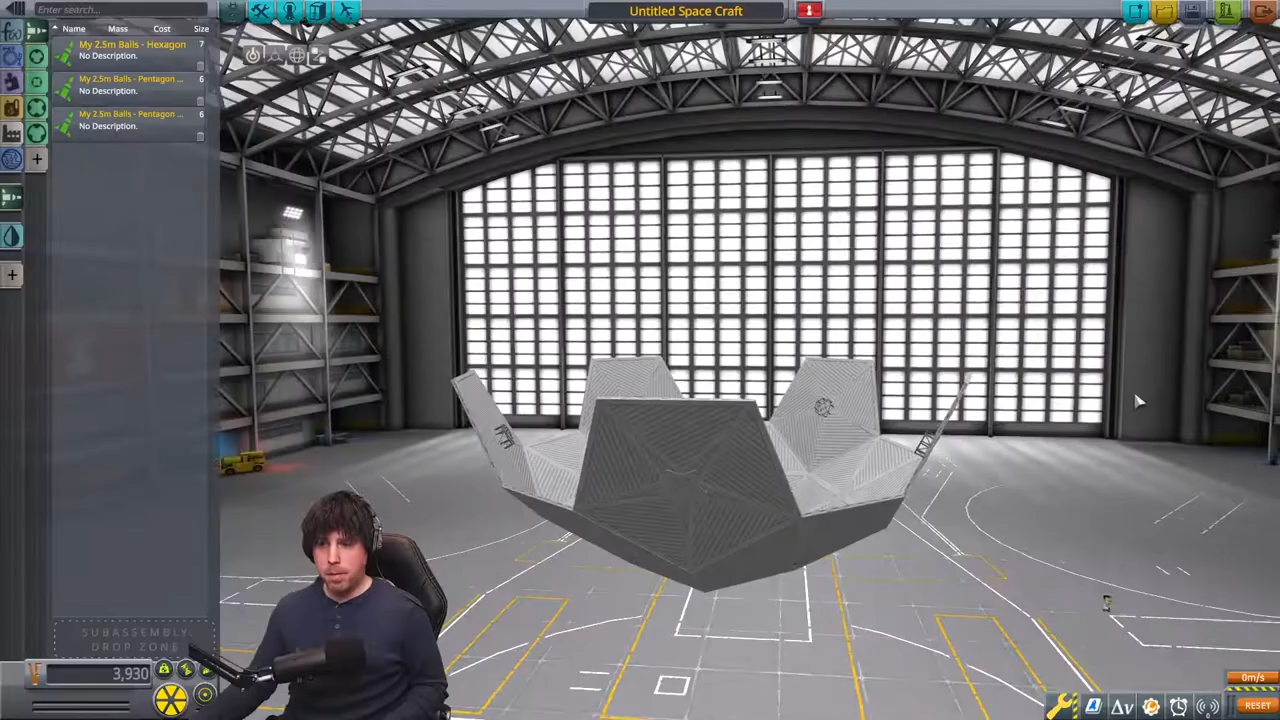 Enter search...
Untitled Space Craft
Name Mass Cost Size
My 2.5m Balls - Hexagon 7
No Description.
My 2.5m Balls - Pentagon ... 6
No Description.
My 2.5m Balls - Pentagon ... 6
No Description.
SUBASSEMBLY
DROP ZONE
3,930
0m/s
Δv
RESET